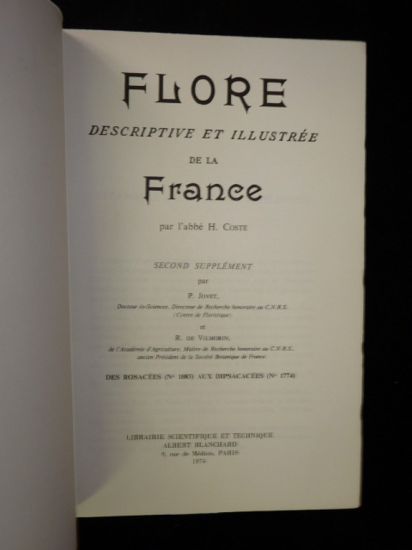 FLORE
DESCRIPTIVE ET ILLUSTRÉE
DE LA
France
par l'abbé H. COSTE
SECOND SUPPLÉMENT
par
P. JOVET,
Docteur ès-Sciences, Directeur de Recherche honoraire au C.N.R.S.
(Centre de Floristique)
et
R. DE VILMORIN,
de l'Académie d'Agriculture, Maître de Recherche honoraire au C.N.R.S.,
ancien Président de la Société Botanique de France.
DES ROSACÉES (N° 1083) AUX DIPSACACÉES (N° 1774)
LIBRAIRIE SCIENTIFIQUE ET TECHNIQUE
ALBERT BLANCHARD
9, rue de Médicis, PARIS
1974